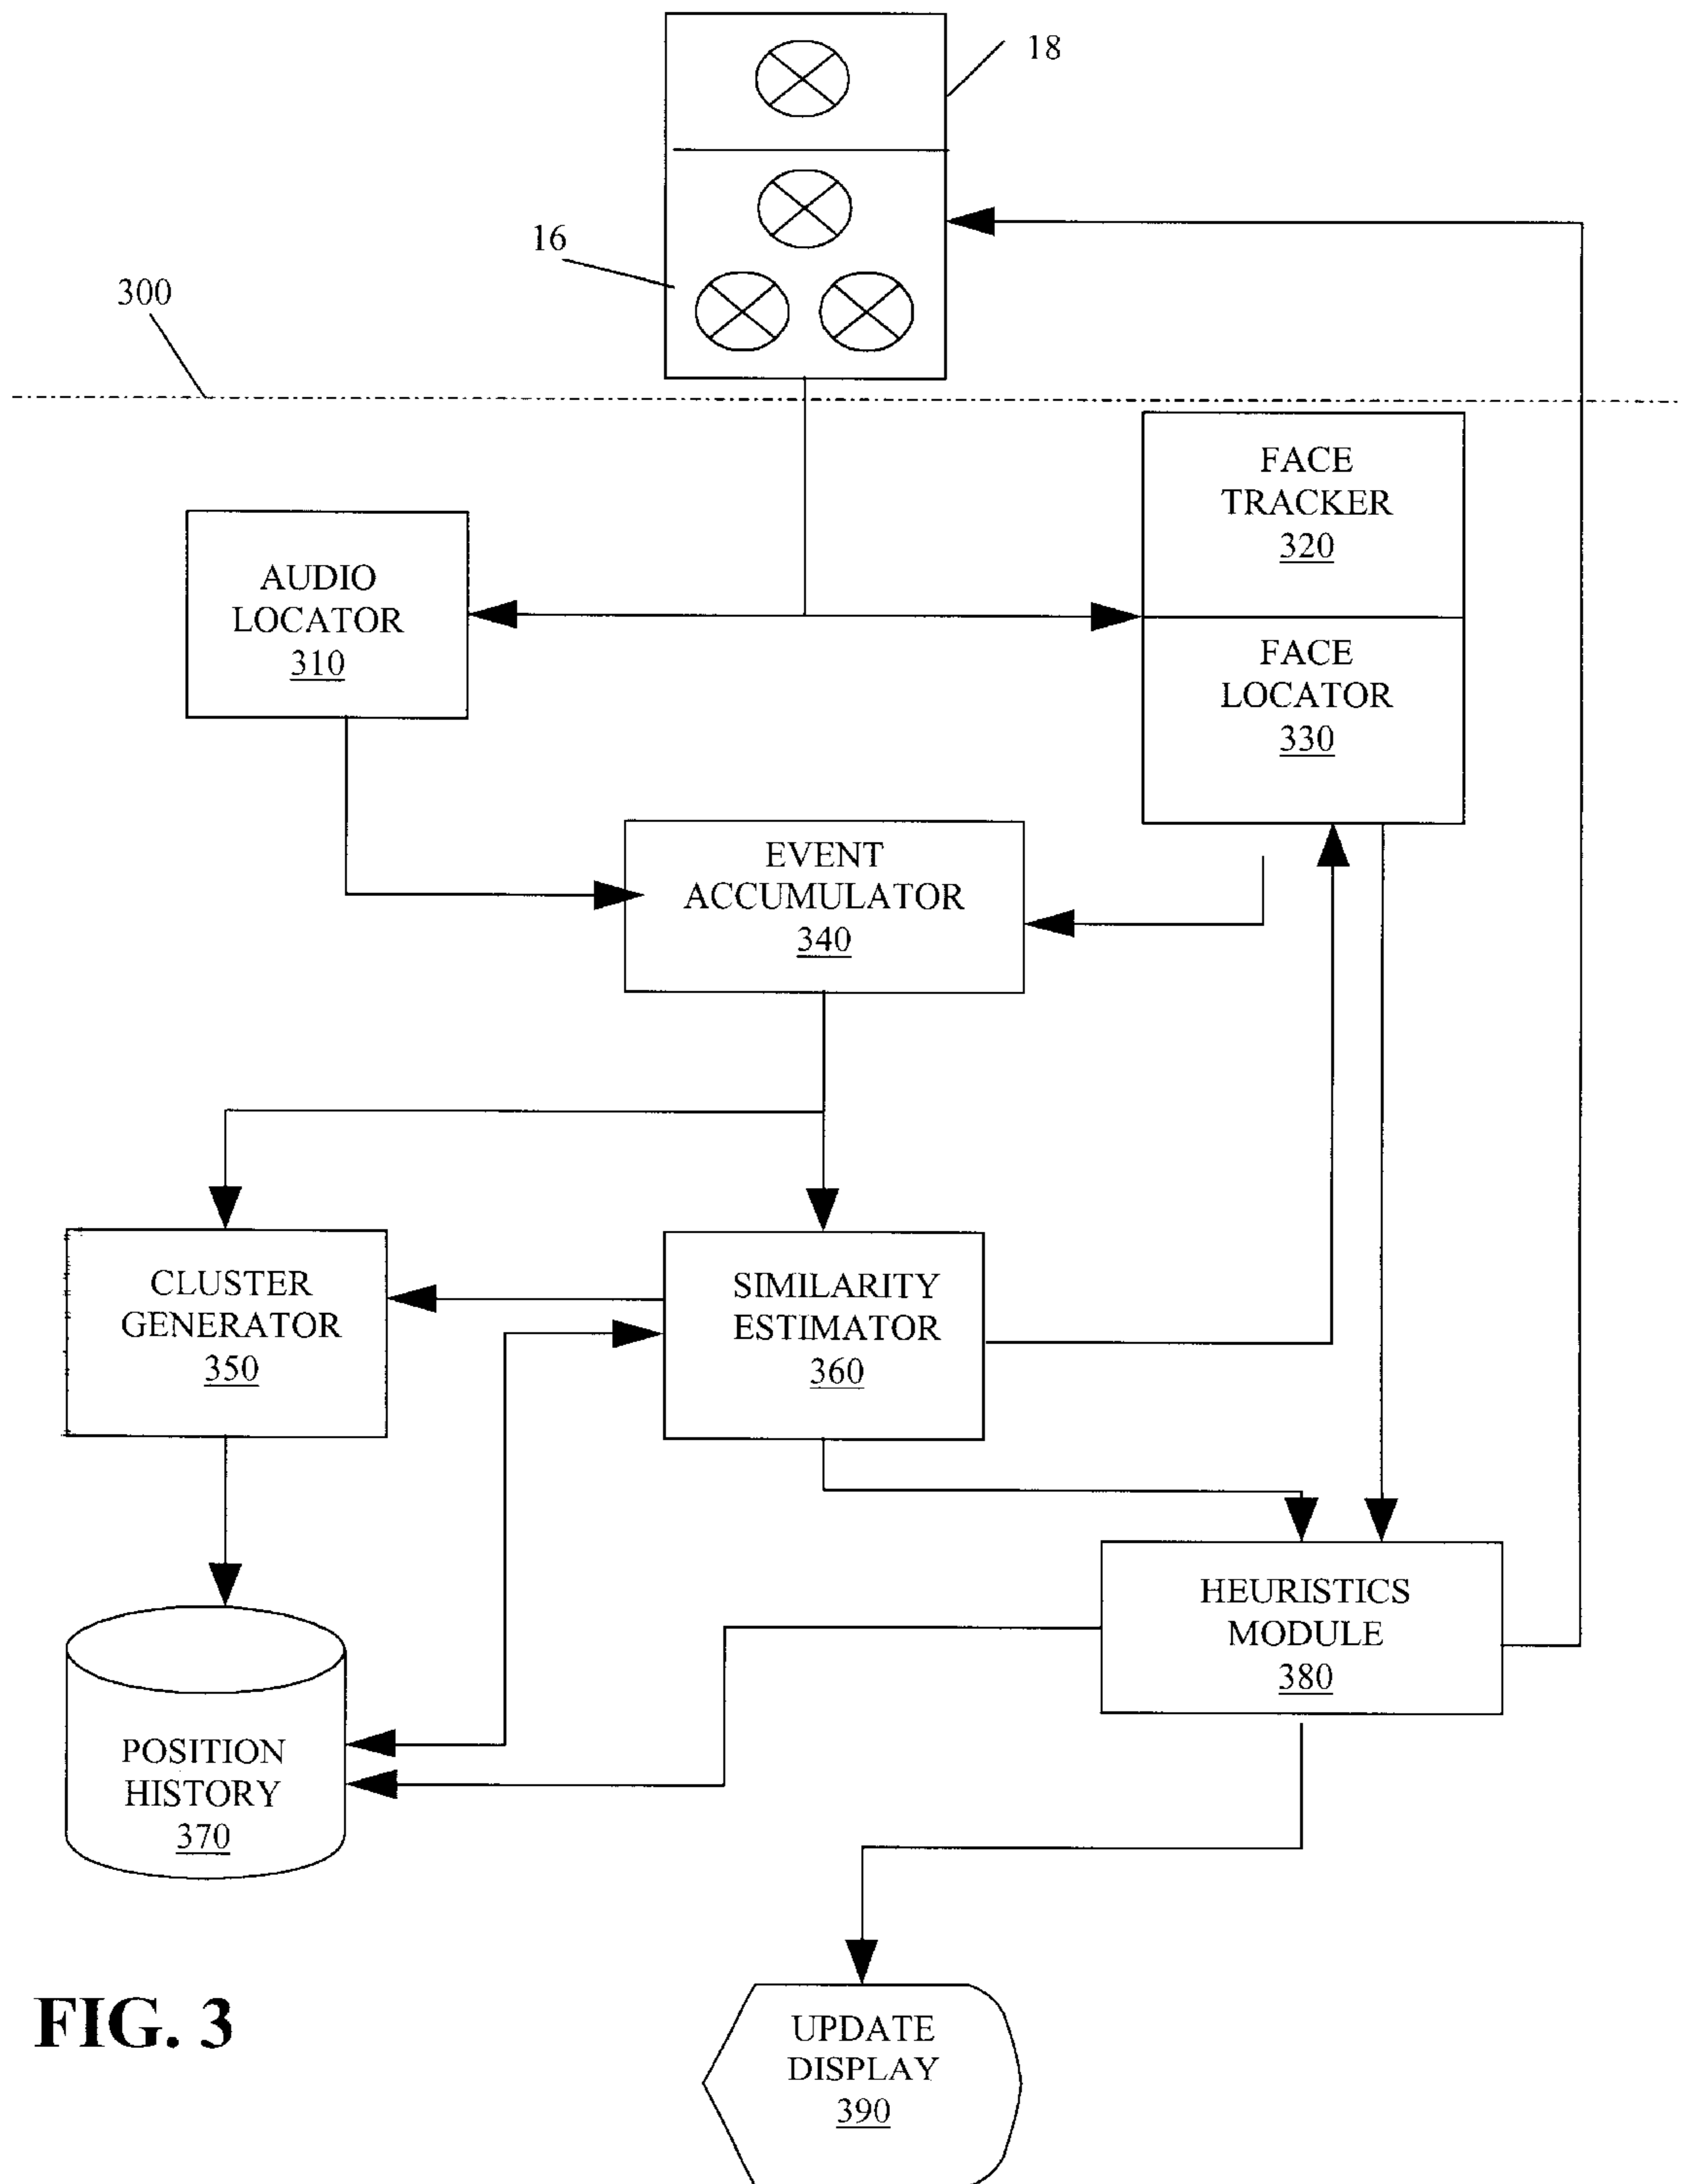 18
16
300
FACE
TRACKER
320
AUDIO
LOCATOR
310
FACE
LOCATOR
330
EVENT
ACCUMULATOR
340
CLUSTER
GENERATOR
350
SIMILARITY
ESTIMATOR
360
HEURISTICS
MODULE
380
POSITION
HISTORY
370
FIG. 3
UPDATE
DISPLAY
390